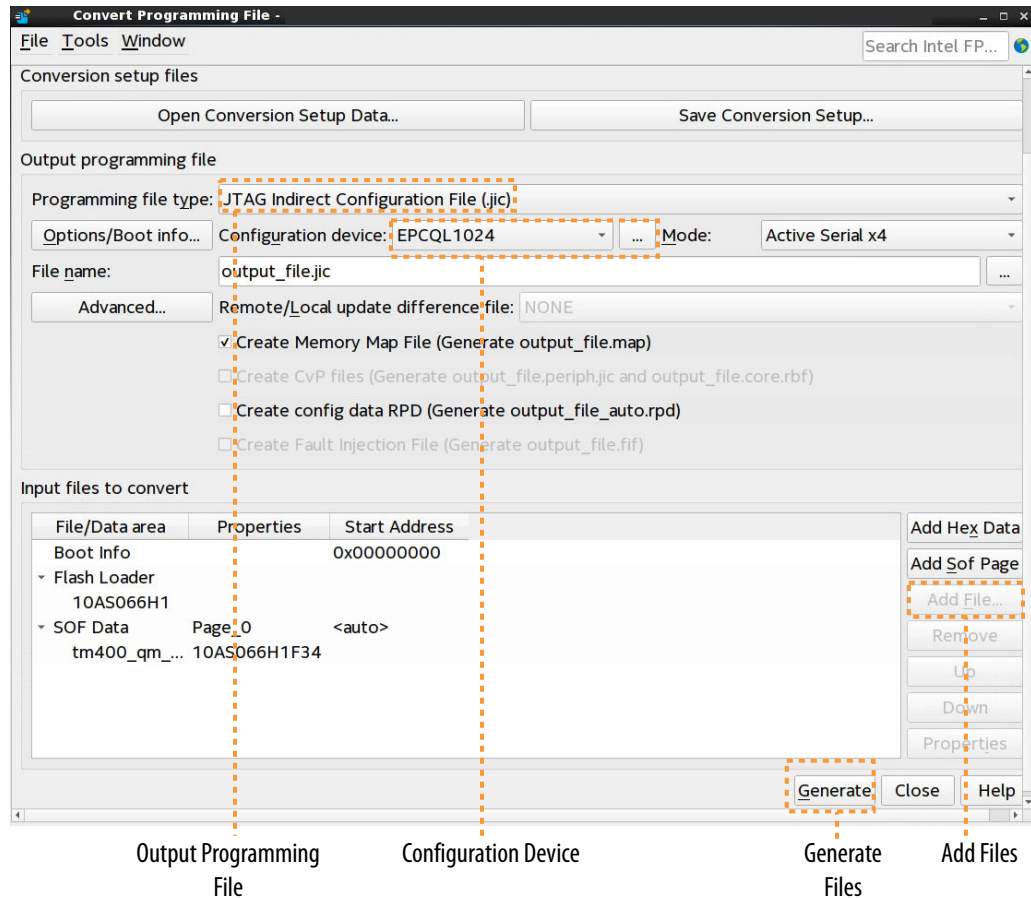 Convert Programming File -
File Tools Window Search Intel FP...
Conversion setup files
Open Conversion Setup Data... Save Conversion Setup...
Output programming file
Programming file type: JTAG Indirect Configuration File (.jic)
Options/Boot info... Configuration device: EPCQL1024 ... Mode: Active Serial x4
File name: output_file.jic ...
Advanced... Remote/Local update difference file: NONE
Create Memory Map File (Generate output_file.map)
Create CvP files (Generate output_file.periph.jic and output_file.core.rbf)
Create config data RPD (Generate output_file_auto.rpd)
Create Fault Injection File (Generate output_file.fif)
Input files to convert
File/Data area Properties Start Address Add Hex Data
Boot Info 0x00000000
Add Sof Page
Flash Loader
10AS066H1 Add File...
SOF Data Page_0 <auto> Remove
tm400_qm_... 10AS066H1F34
Up
Down
Properties
Generate Close Help
Output Programming Configuration Device Generate Add Files
File Files